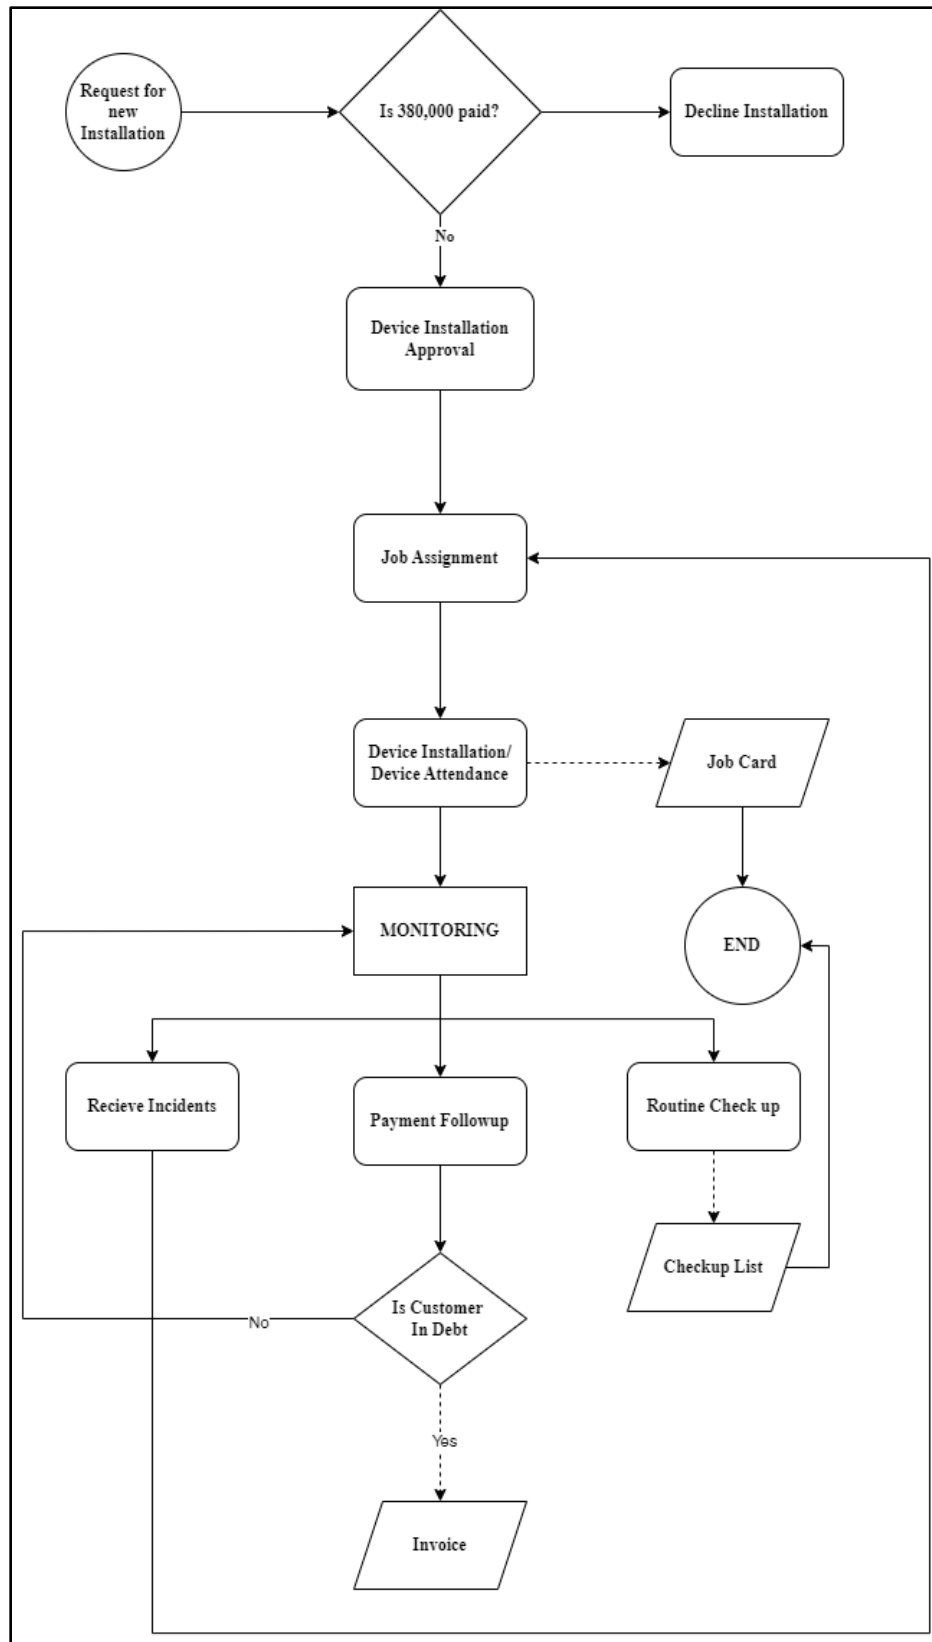 Request for
new
Installation
Is 380,000 paid?
Decline Installation
No
Device Installation
Approval
Job Assignment
Device Installation/
Device Attendance
Job Card
MONITORING
END
Recieve Incidents
Payment Followup
Routine Check up
Checkup List
Is Customer
In Debt
No
Yes
Invoice